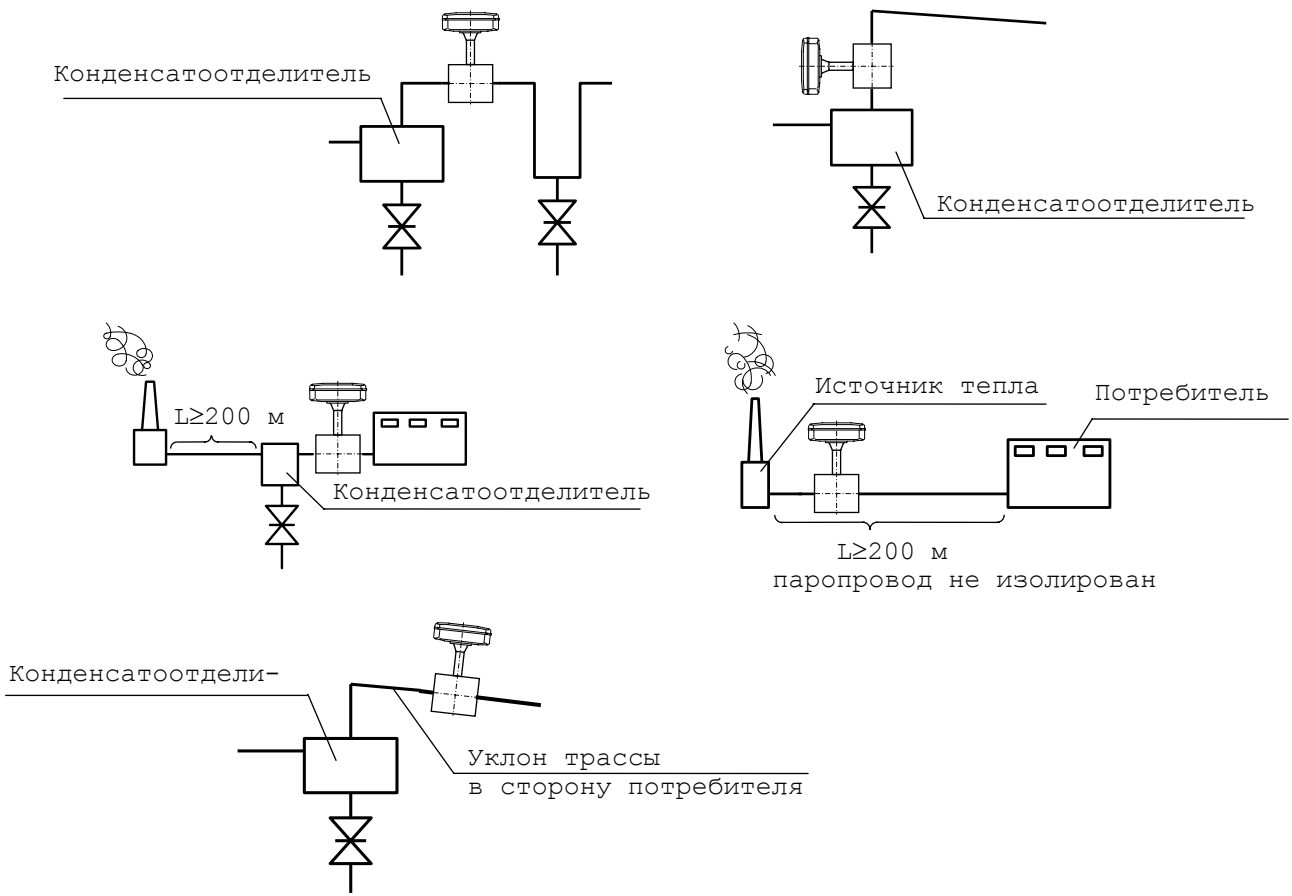 Конденсатоотделитель
Конденсатоотделитель
L≥200 м
Конденсатоотделитель
Источник тепла
Потребитель
L≥200 м
паропровод не изолирован
Конденсатоотдели-
Уклон трассы
в сторону потребителя